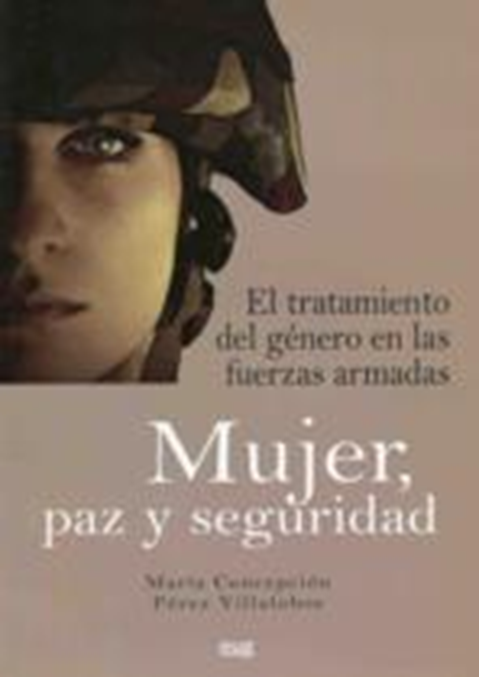 El tratamiento
del género en las
fuerzas armadas
Mujer,
paz y seguridad
María Concepción
Pérez Villalobos